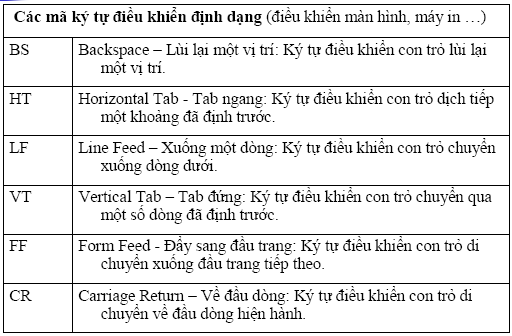 Các mã ký tự điều khiển định dạng (điều khiển màn hình, máy in …)
BS Backspace – Lùi lại một vị trí: Ký tự điều khiển con trỏ lùi lại
một vị trí.
HT Horizontal Tab - Tab ngang: Ký tự điều khiển con trỏ dịch tiếp
một khoảng đã định trước.
LF Line Feed – Xuống một dòng: Ký tự điều khiển con trỏ chuyển
xuống dòng dưới.
VT Vertical Tab – Tab đứng: Ký tự điều khiển con trỏ chuyển qua
một số dòng đã định trước.
FF Form Feed - Đẩy sang đầu trang: Ký tự điều khiển con trỏ di
chuyển xuống đầu trang tiếp theo.
CR Carriage Return – Về đầu dòng: Ký tự điều khiển con trỏ di
chuyển về đầu dòng hiện hành.